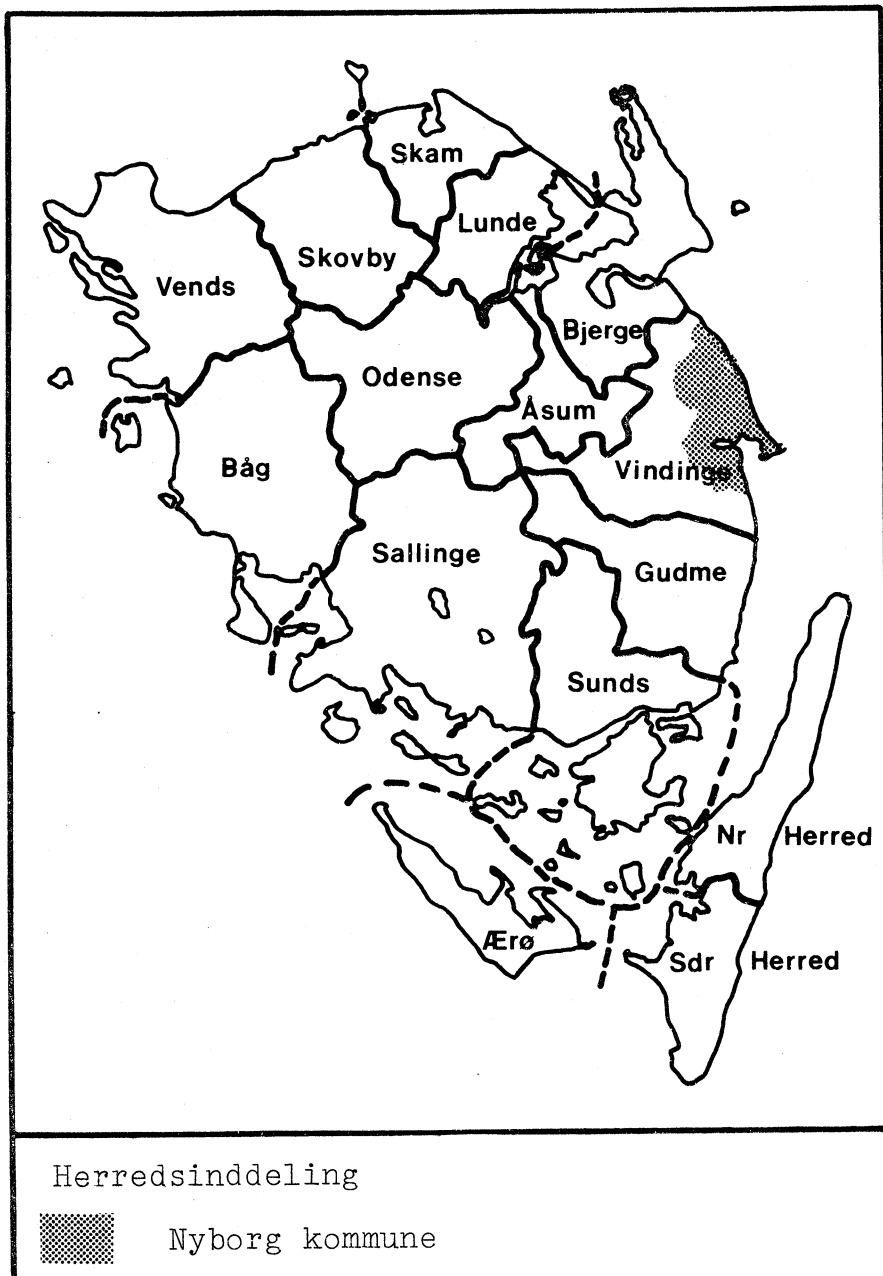 Skam
Lunde
Skovby
Vends
Bjerge
Odense
Åsum
Båg
Vindinge
Sallinge
Gudme
Sunds
Nr Herred
Ærø
Sdr Herred
Herredsinddeling
Nyborg kommune